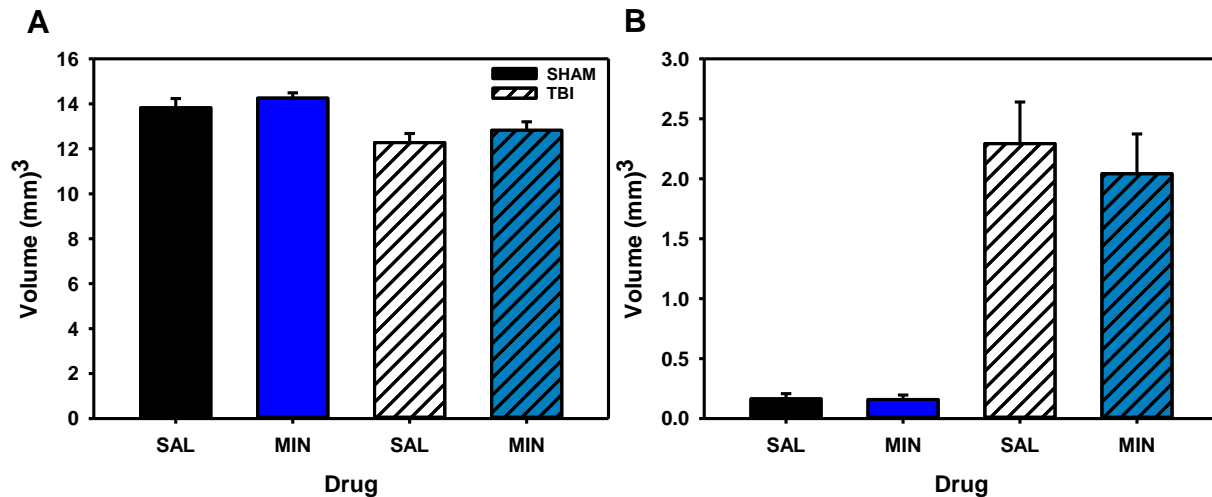 A
Volume (mm)3
16
14
12
10
8
6
4
2
0
SHAM
TBI
SAL MIN SAL MIN
Drug
B
Volume (mm)3
3.0
2.5
2.0
1.5
1.0
0.5
0.0
SAL MIN SAL MIN
Drug